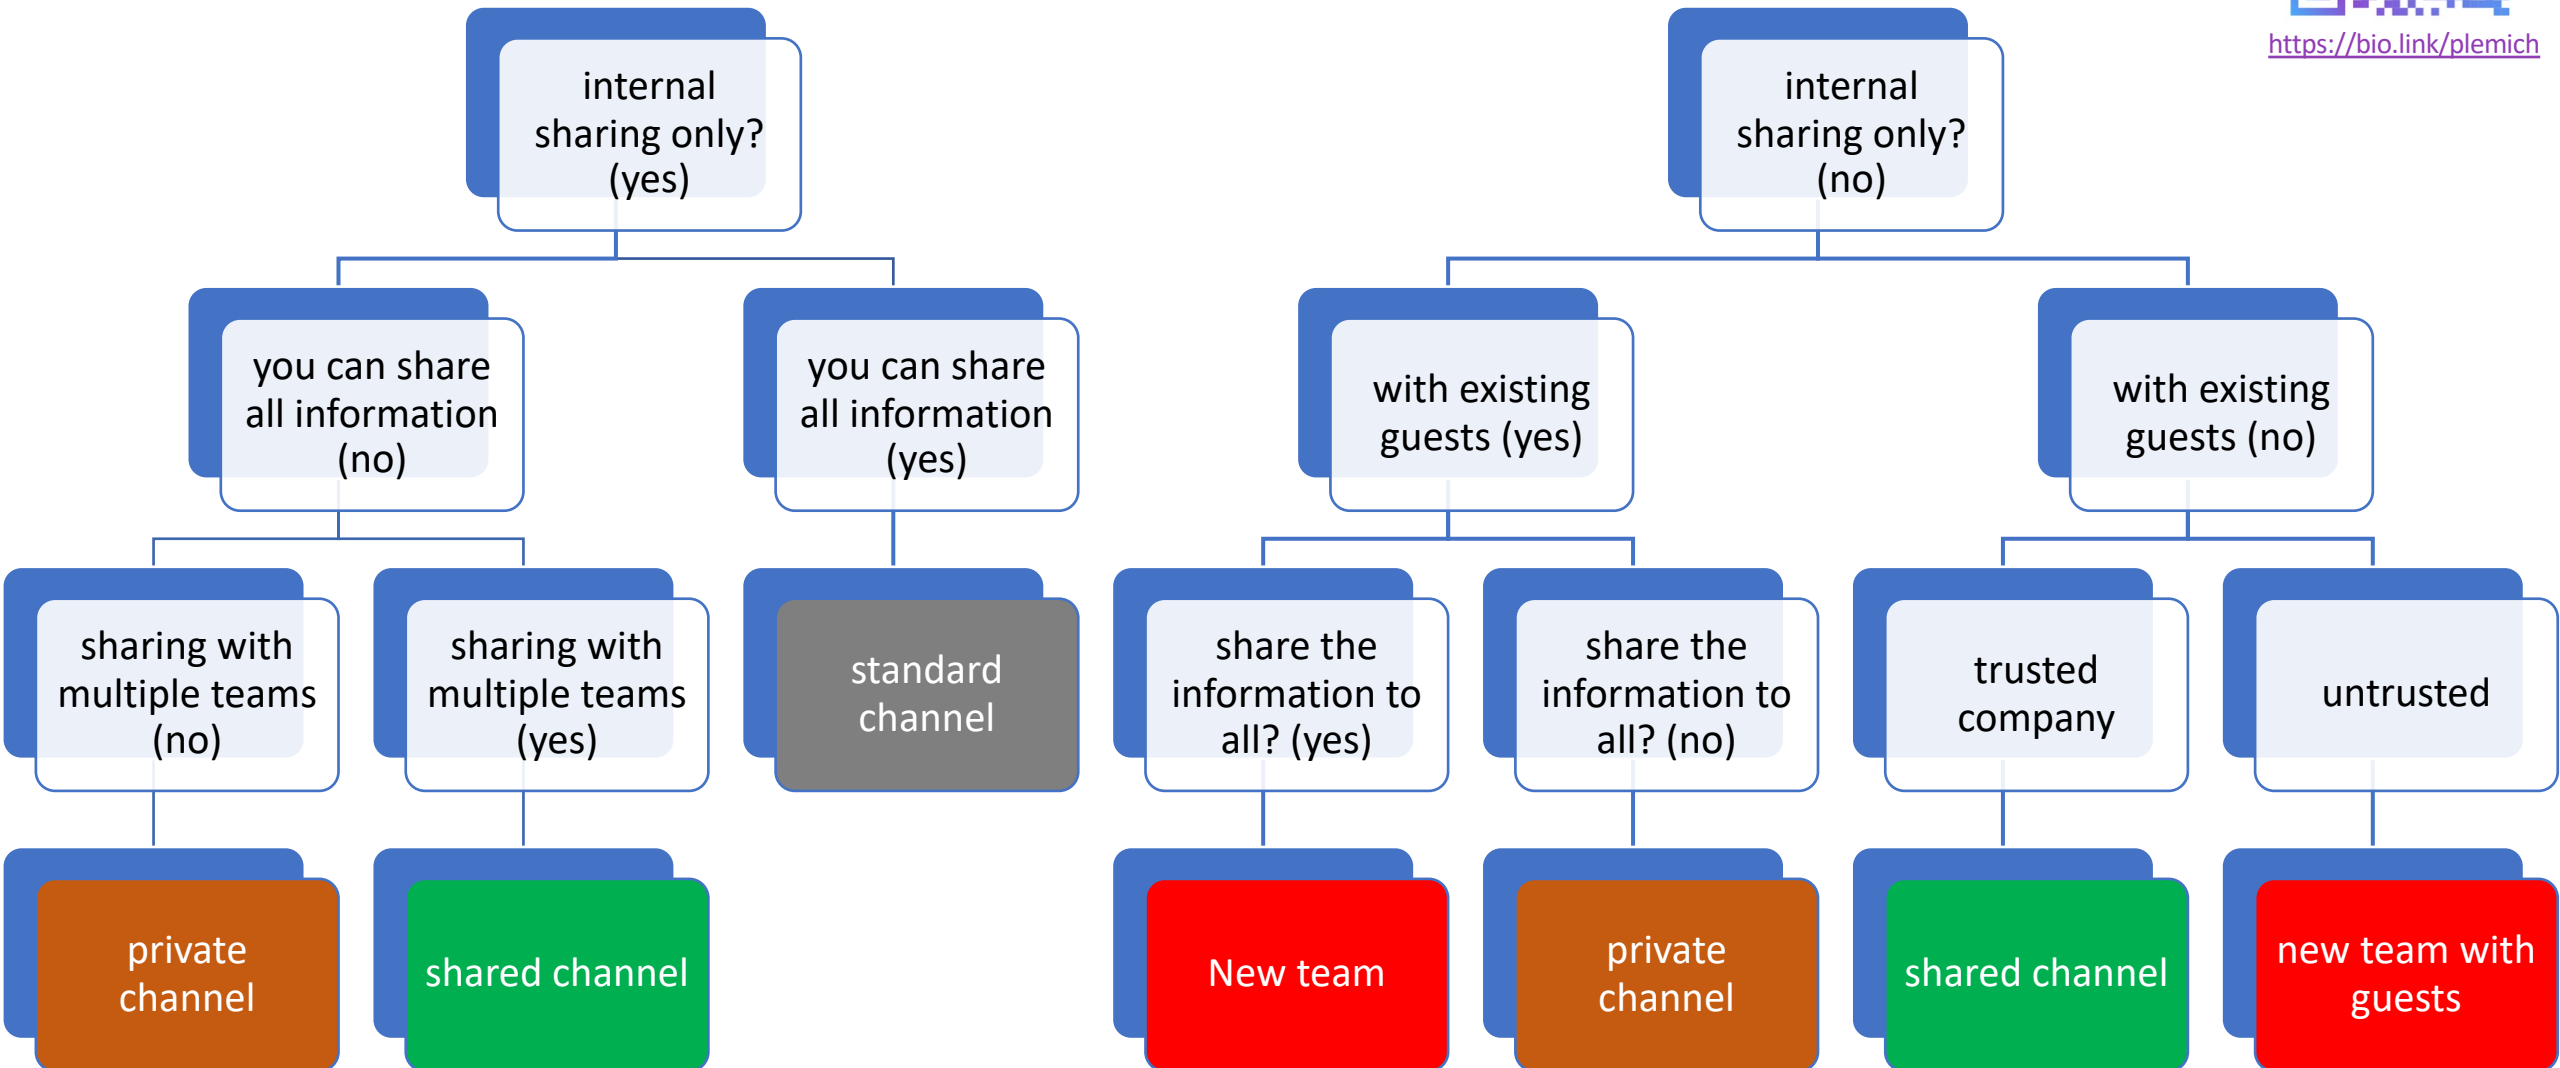 https://bio.link/plemich
internal
sharing only?
(yes)
internal
sharing only?
(no)
you can share
all information
(no)
you can share
all information
(yes)
with existing
guests (yes)
with existing
guests (no)
sharing with
multiple teams
(no)
sharing with
multiple teams
(yes)
standard
channel
share the
information to
all? (yes)
share the
information to
all? (no)
trusted
company
untrusted
private
channel
shared channel
New team
private
channel
shared channel
new team with
guests